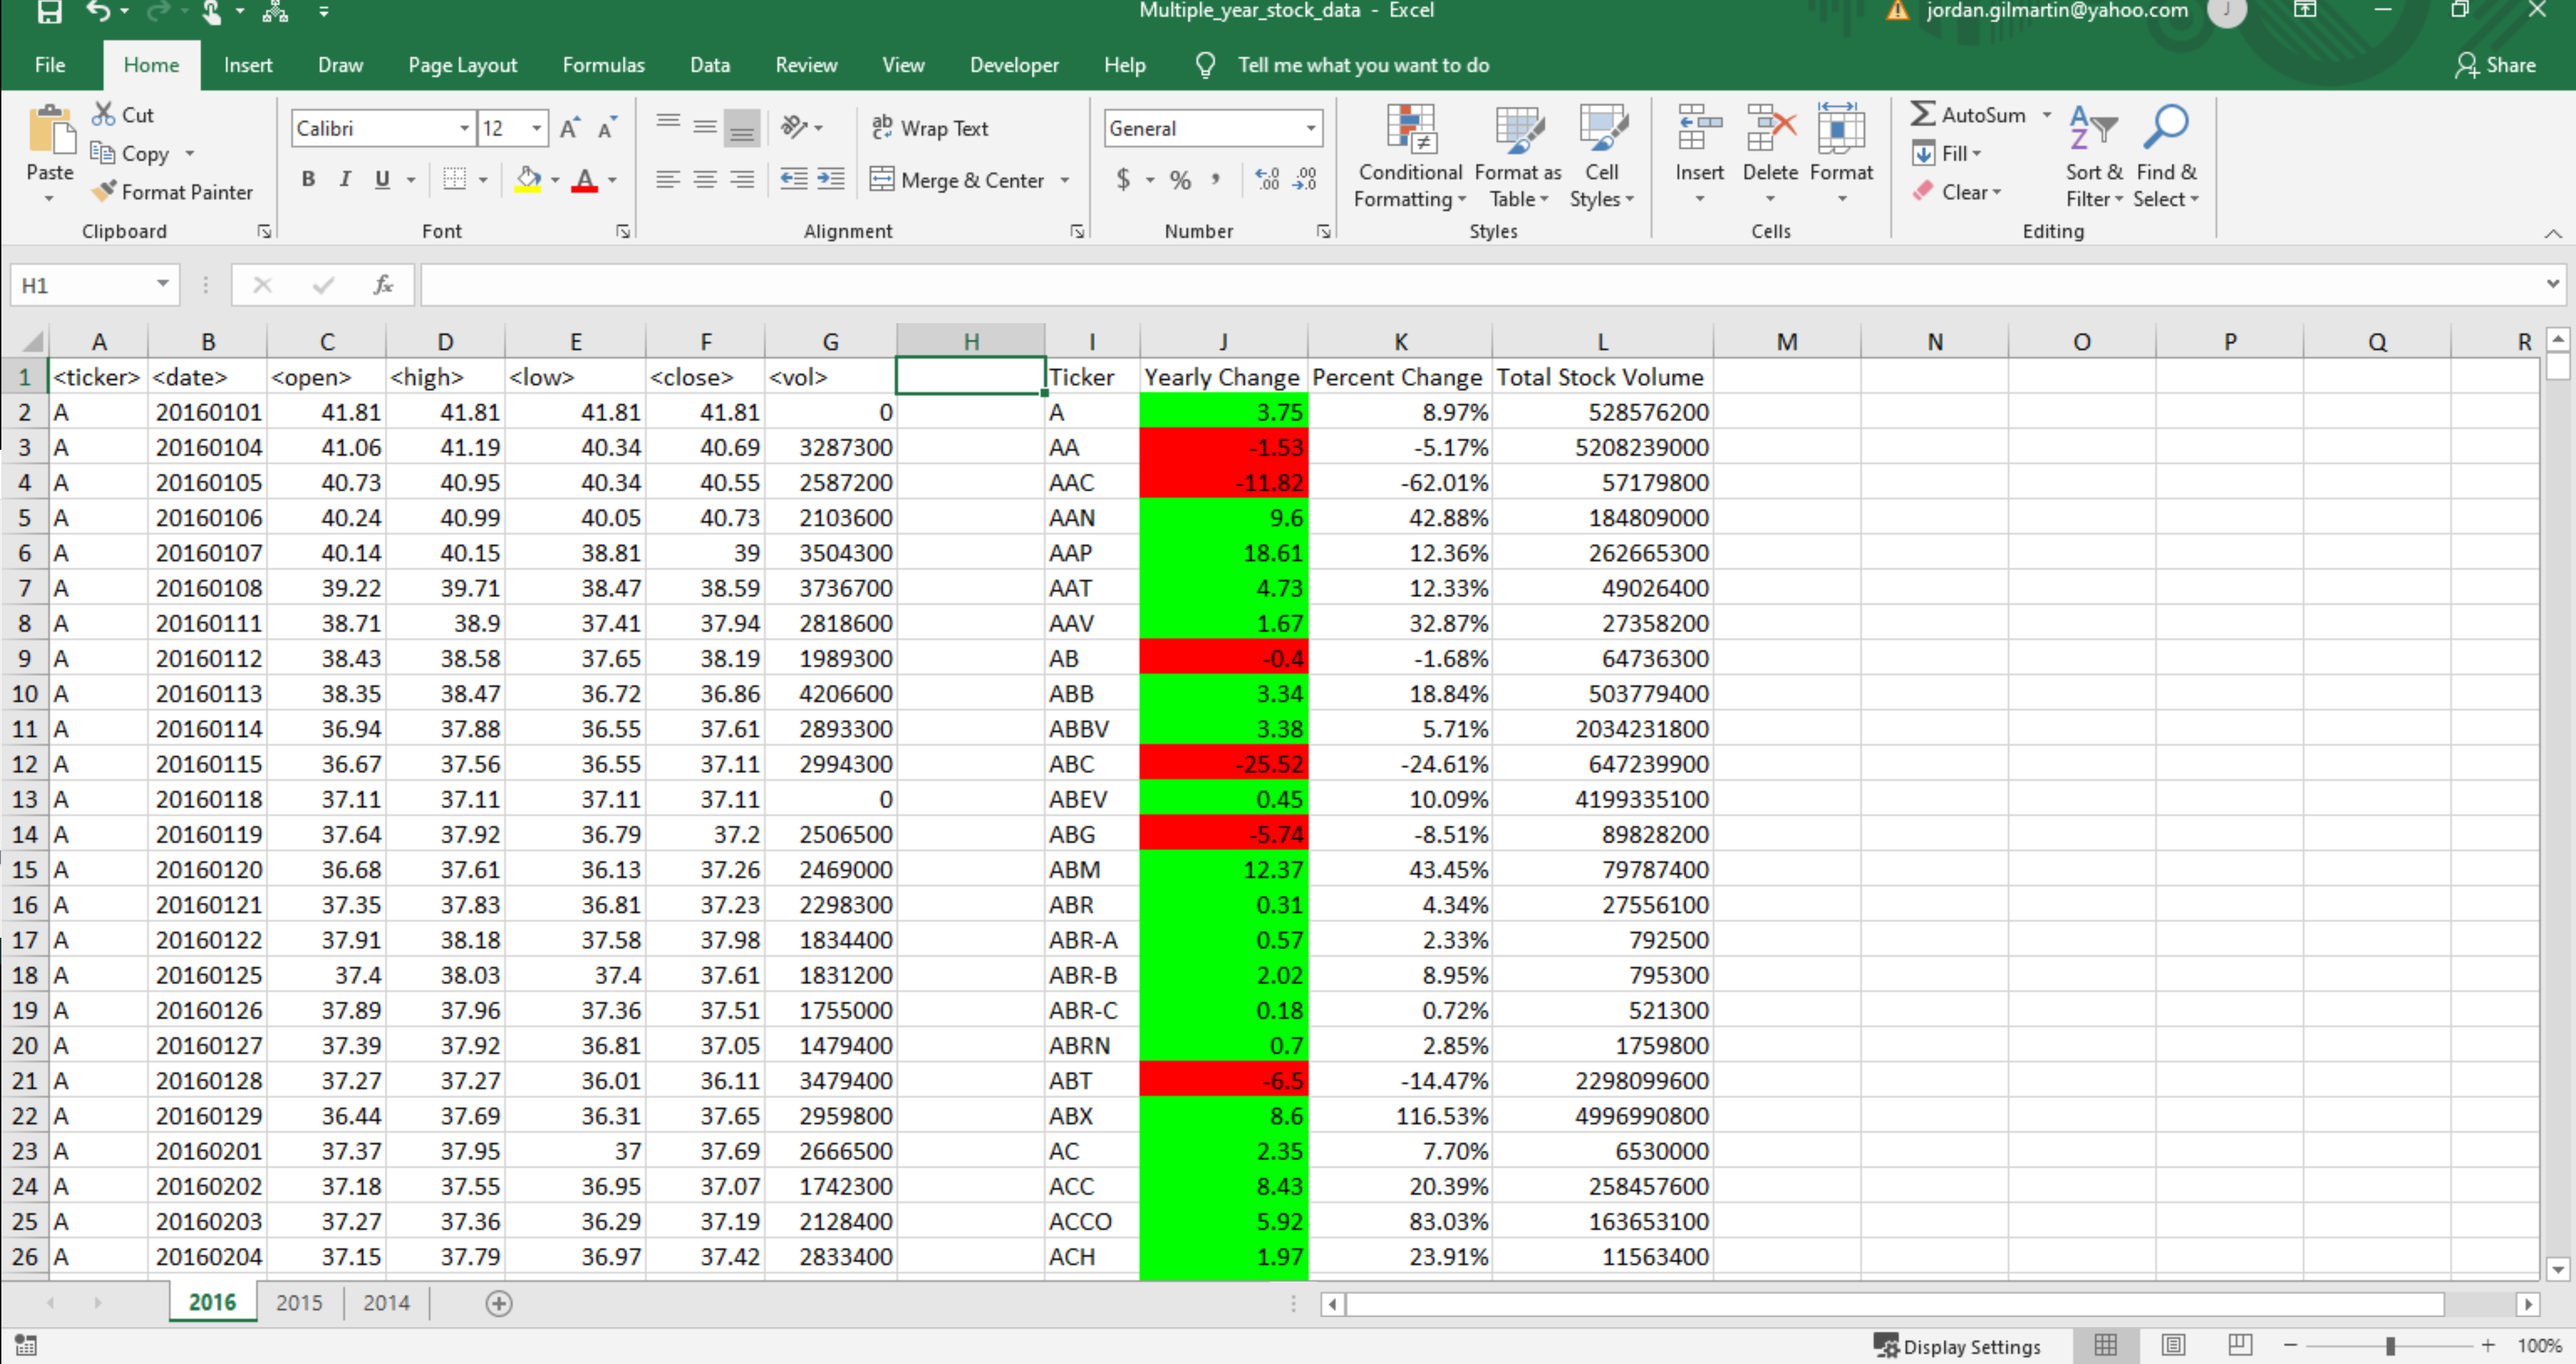 Multiple_year_stock_data - Excel
jordan.gilmartin@yahoo.com J
File Home Insert Draw Page Layout Formulas Data Review View Developer Help Tell me what you want to do Share
Paste
Cut
Copy
Format Painter
Clipboard
Calibri 12
B I U
Font
Wrap Text
Merge & Center
Alignment
General
$ % ,
Number
Conditional Formatting
Format as Table
Cell Styles
Styles
Insert Delete Format
Cells
AutoSum
Fill
Clear
Sort & Filter
Find & Select
Editing
H1 fx
A B C D E F G H I J K L M N O P Q R
1 <ticker> <date> <open> <high> <low> <close> <vol> Ticker Yearly Change Percent Change Total Stock Volume
2 A 20160101 41.81 41.81 41.81 41.81 0 A 3.75 8.97% 528576200
3 A 20160104 41.06 41.19 40.34 40.69 3287300 AA -1.53 -5.17% 5208239000
4 A 20160105 40.73 40.95 40.34 40.55 2587200 AAC -11.82 -62.01% 57179800
5 A 20160106 40.24 40.99 40.05 40.73 2103600 AAN 9.6 42.88% 184809000
6 A 20160107 40.14 40.15 38.81 39 3504300 AAP 18.61 12.36% 262665300
7 A 20160108 39.22 39.71 38.47 38.59 3736700 AAT 4.73 12.33% 49026400
8 A 20160111 38.71 38.9 37.41 37.94 2818600 AAV 1.67 32.87% 27358200
9 A 20160112 38.43 38.58 37.65 38.19 1989300 AB -0.4 -1.68% 64736300
10 A 20160113 38.35 38.47 36.72 36.86 4206600 ABB 3.34 18.84% 503779400
11 A 20160114 36.94 37.88 36.55 37.61 2893300 ABBV 3.38 5.71% 2034231800
12 A 20160115 36.67 37.56 36.55 37.11 2994300 ABC -25.52 -24.61% 647239900
13 A 20160118 37.11 37.11 37.11 37.11 0 ABEV 0.45 10.09% 4199335100
14 A 20160119 37.64 37.92 36.79 37.2 2506500 ABG -5.74 -8.51% 89828200
15 A 20160120 36.68 37.61 36.13 37.26 2469000 ABM 12.37 43.45% 79787400
16 A 20160121 37.35 37.83 36.81 37.23 2298300 ABR 0.31 4.34% 27556100
17 A 20160122 37.91 38.18 37.58 37.98 1834400 ABR-A 0.57 2.33% 792500
18 A 20160125 37.4 38.03 37.4 37.61 1831200 ABR-B 2.02 8.95% 795300
19 A 20160126 37.89 37.96 37.36 37.51 1755000 ABR-C 0.18 0.72% 521300
20 A 20160127 37.39 37.92 36.81 37.05 1479400 ABRN 0.7 2.85% 1759800
21 A 20160128 37.27 37.27 36.01 36.11 3479400 ABT -6.5 -14.47% 2298099600
22 A 20160129 36.44 37.69 36.31 37.65 2959800 ABX 8.6 116.53% 4996990800
23 A 20160201 37.37 37.95 37 37.69 2666500 AC 2.35 7.70% 6530000
24 A 20160202 37.18 37.55 36.95 37.07 1742300 ACC 8.43 20.39% 258457600
25 A 20160203 37.27 37.36 36.29 37.19 2128400 ACCO 5.92 83.03% 163653100
26 A 20160204 37.15 37.79 36.97 37.42 2833400 ACH 1.97 23.91% 11563400
2016 2015 2014
Display Settings 100%